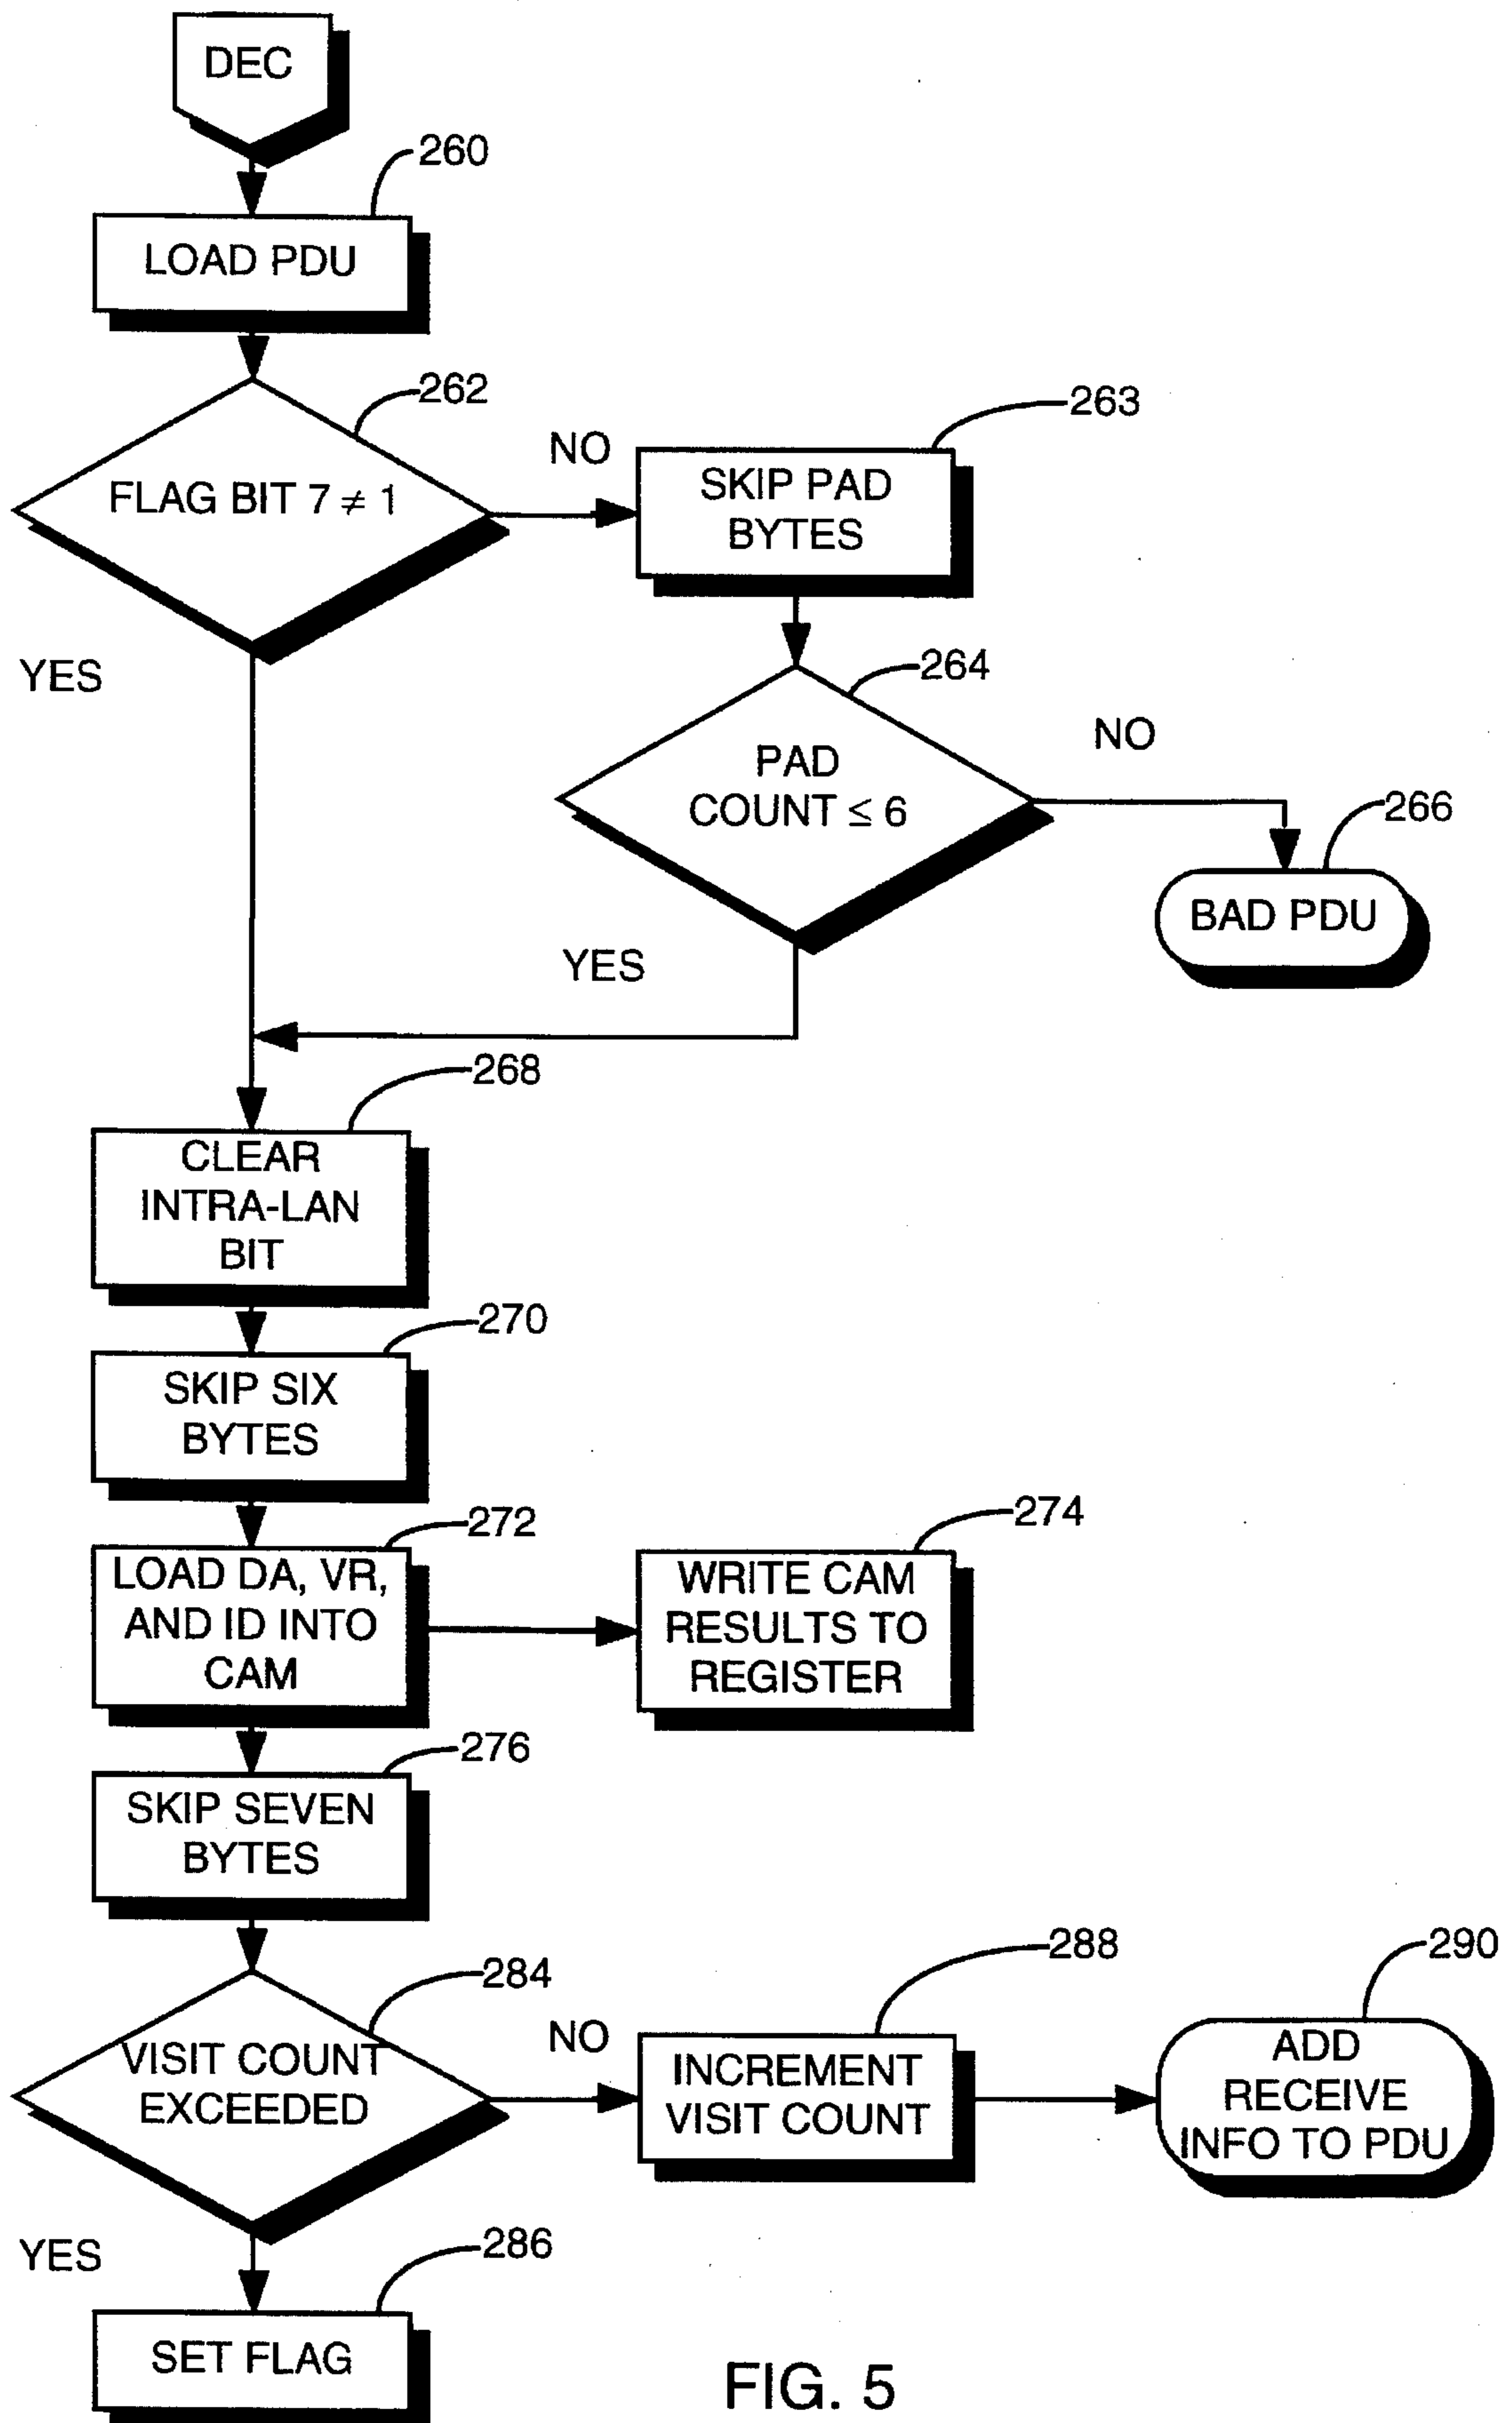 DEC
260
LOAD PDU
262
FLAG BIT 7 ≠ 1
NO
263
SKIP PAD
BYTES
YES
264
PAD
COUNT ≤ 6
NO
266
BAD PDU
YES
268
CLEAR
INTRA-LAN
BIT
270
SKIP SIX
BYTES
272
LOAD DA, VR,
AND ID INTO
CAM
274
WRITE CAM
RESULTS TO
REGISTER
276
SKIP SEVEN
BYTES
284
VISIT COUNT
EXCEEDED
NO
288
INCREMENT
VISIT COUNT
290
ADD
RECEIVE
INFO TO PDU
YES
286
SET FLAG
FIG. 5